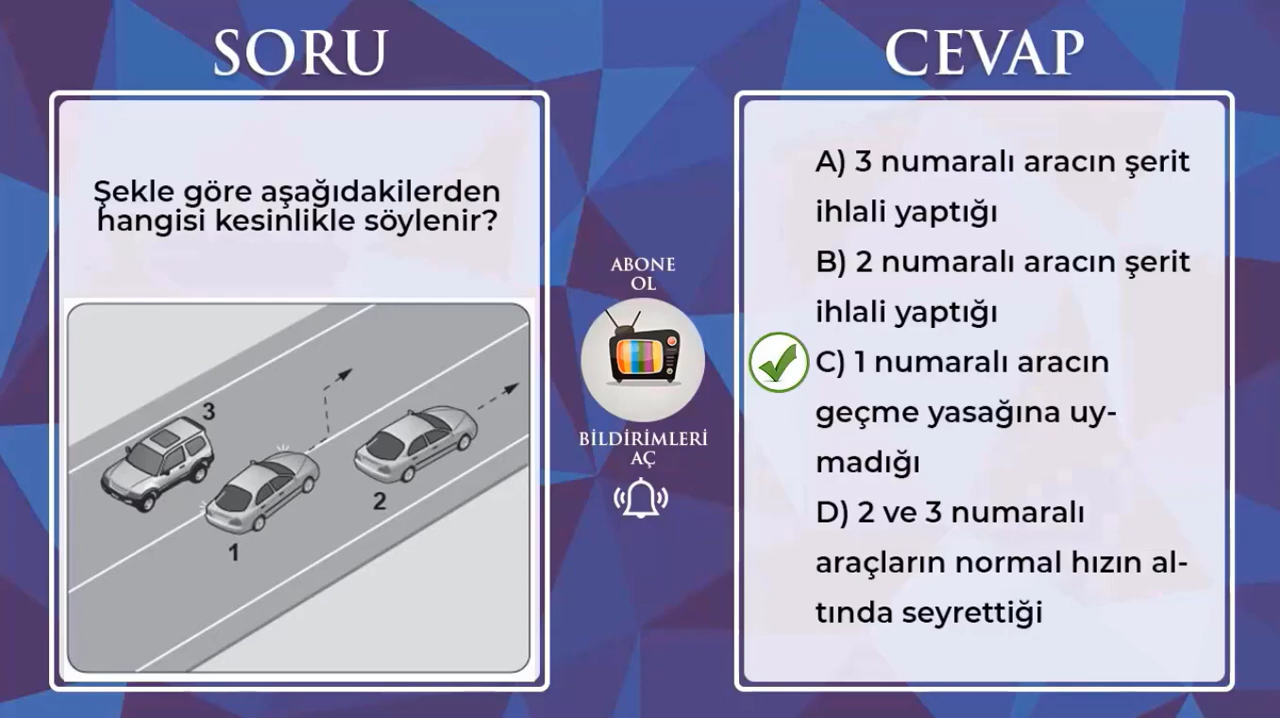 SORU
Şekle göre aşağıdakilerden
hangisi kesinlikle söylenir?
3
2
1
ABONE
OL
BİLDİRİMLERİ
AÇ
CEVAP
A) 3 numaralı aracın şerit
ihlali yaptığı
B) 2 numaralı aracın şerit
ihlali yaptığı
C) 1 numaralı aracın
geçme yasağına uy-
madığı
D) 2 ve 3 numaralı
araçların normal hızın al-
tında seyrettiği